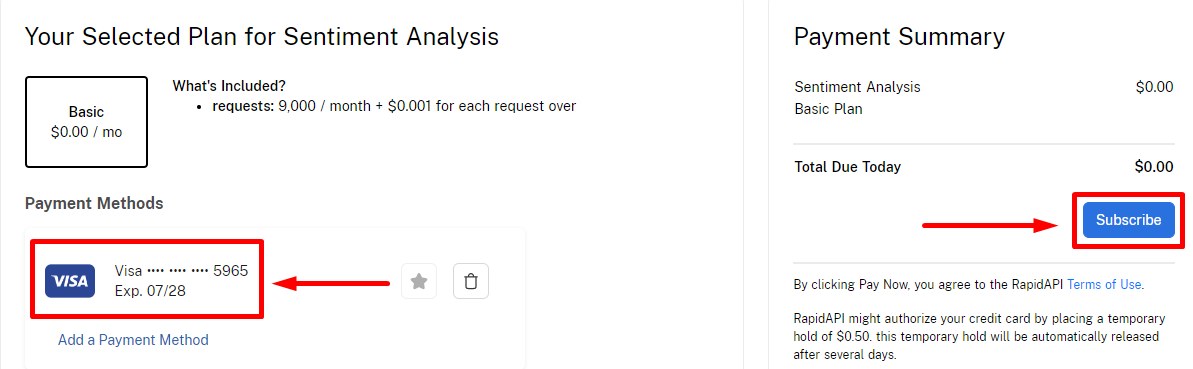 Your Selected Plan for Sentiment Analysis
Basic
$0.00 / mo
What's Included?
• requests: 9,000 / month + $0.001 for each request over
Payment Methods
VISA
Visa •••• •••• •••• 5965
Exp. 07/28
Add a Payment Method
Payment Summary
Sentiment Analysis $0.00
Basic Plan
Total Due Today $0.00
Subscribe
By clicking Pay Now, you agree to the RapidAPI Terms of Use.
RapidAPI might authorize your credit card by placing a temporary
hold of $0.50. this temporary hold will be automatically released
after several days.